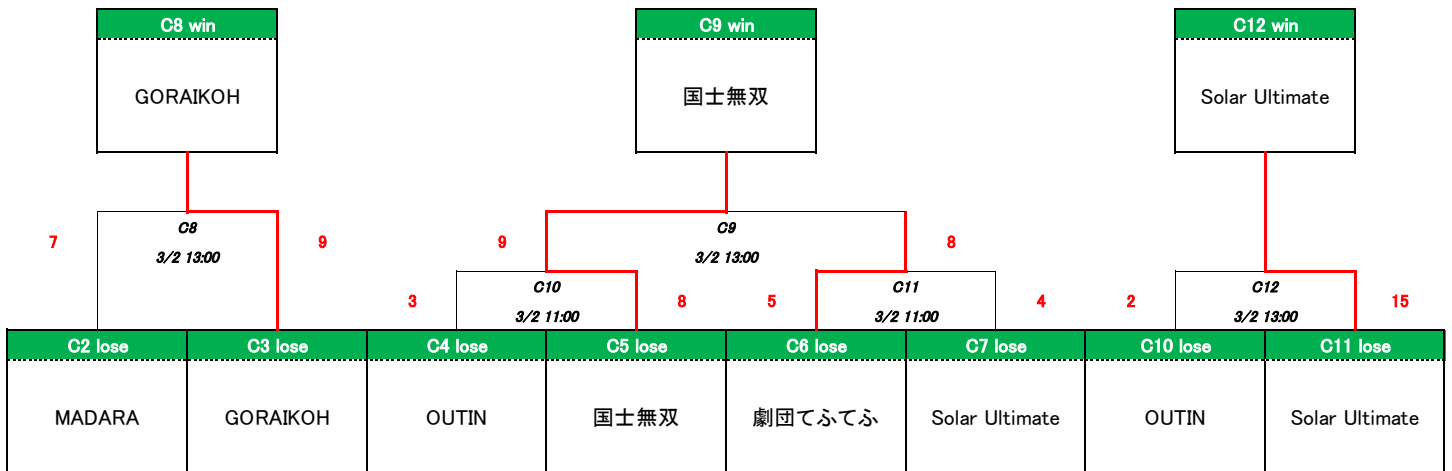 C8 win
C9 win
C12 win
GORAIKOH
国士無双
Solar Ultimate
7
C8
3/2 13:00
9
9
C9
3/2 13:00
8
3
C10
3/2 11:00
8
5
C11
3/2 11:00
4
2
C12
3/2 13:00
15
C2 lose
C3 lose
C4 lose
C5 lose
C6 lose
C7 lose
C10 lose
C11 lose
MADARA
GORAIKOH
OUTIN
国士無双
劇団てふてふ
Solar Ultimate
OUTIN
Solar Ultimate